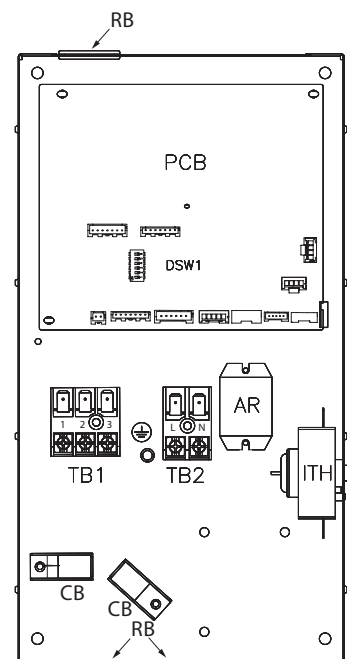 RB
PCB
DSW1
1 2 3
L N
AR
TB1
TB2
ITH
CB
CB
RB